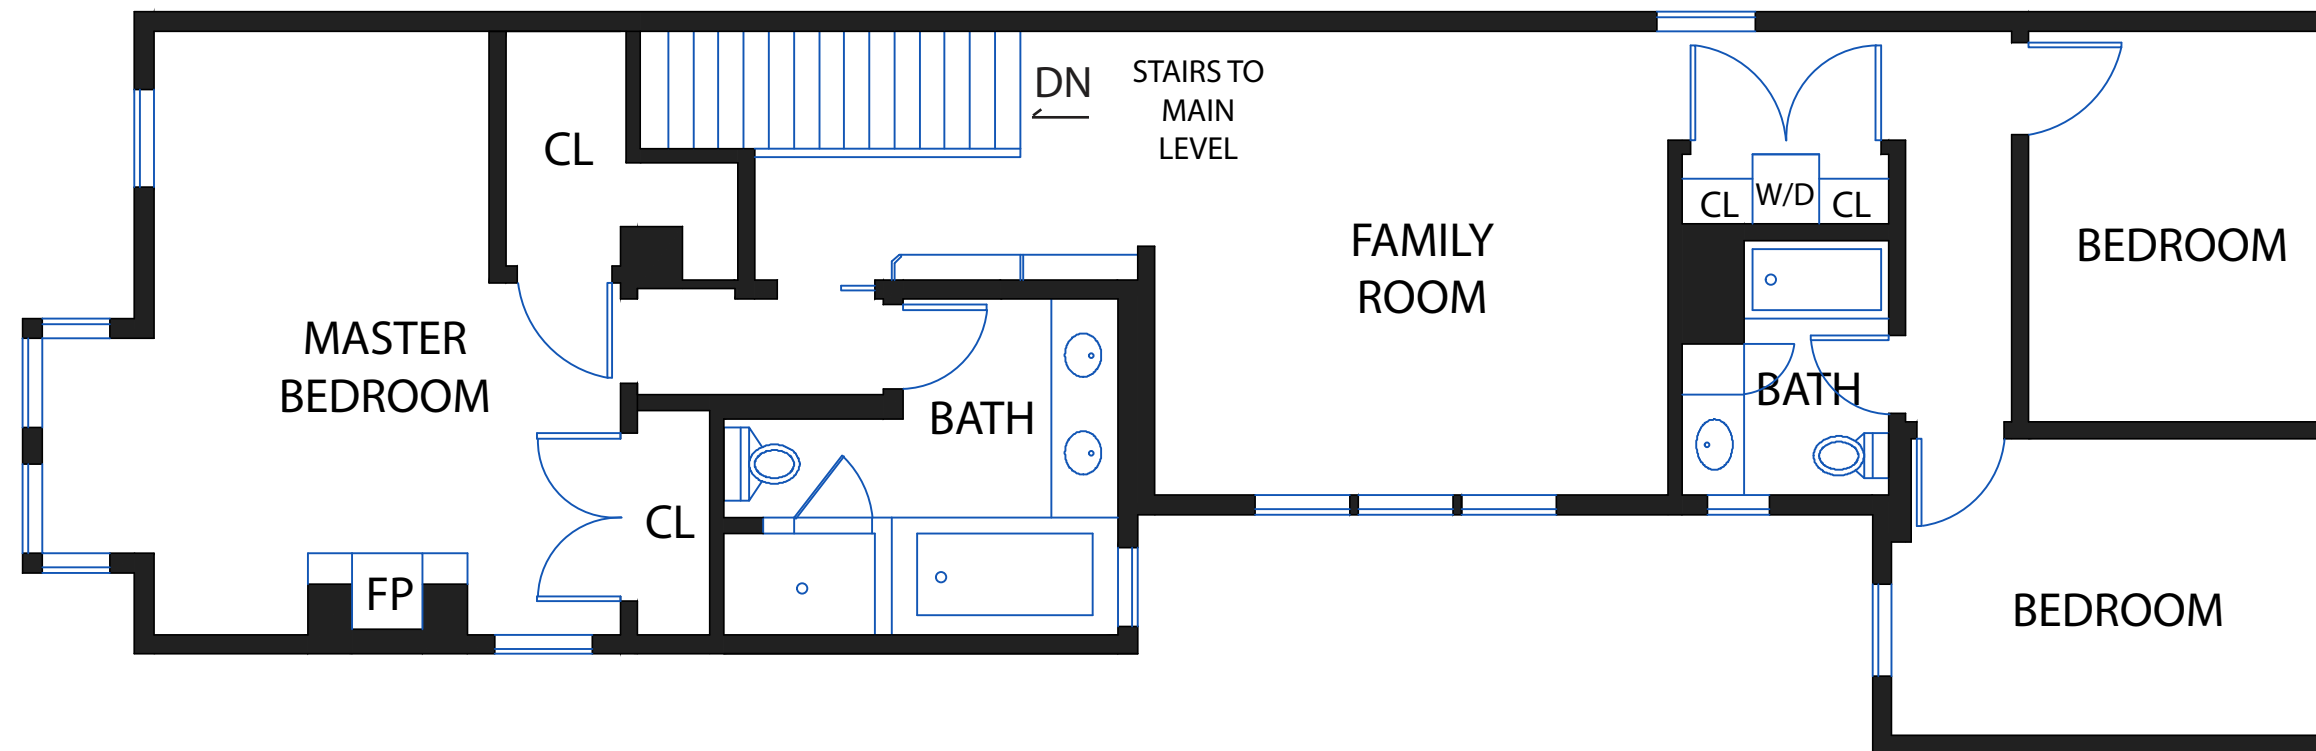 DN
STAIRS TO
MAIN
LEVEL
CL
CL
W/D
CL
FAMILY
ROOM
BEDROOM
MASTER
BEDROOM
BATH
BATH
CL
FP
BEDROOM